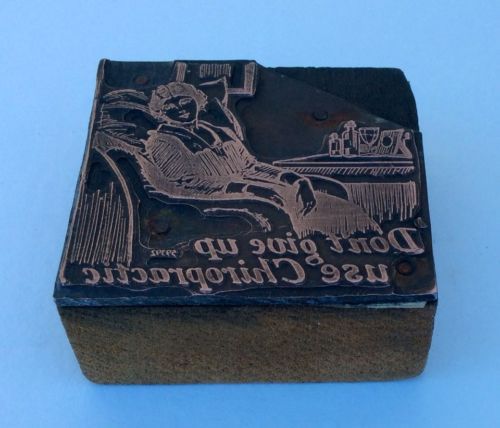 Don't give up
use Chiropractic